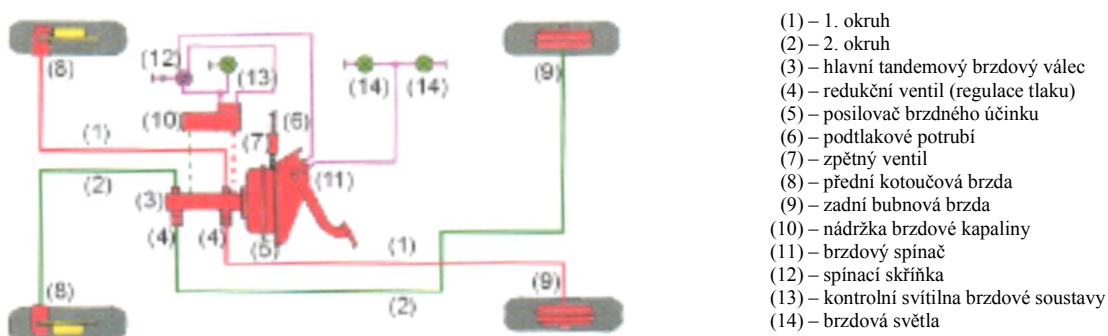 (8)
(12)
(13)
(14)
(14)
(9)
(10)
(6)
(1)
(7)
(2)
(11)
(3)
(4)
(4)
(5)
(1)
(8)
(9)
(2)
(1) – 1. okruh
(2) – 2. okruh
(3) – hlavní tandemový brzdový válec
(4) – redukční ventil (regulace tlaku)
(5) – posilovač brzdného účinku
(6) – podtlakové potrubí
(7) – zpětný ventil
(8) – přední kotoučová brzda
(9) – zadní bubnová brzda
(10) – nádržka brzdové kapaliny
(11) – brzdový spínač
(12) – spínací skříňka
(13) – kontrolní svítilna brzdové soustavy
(14) – brzdová světla